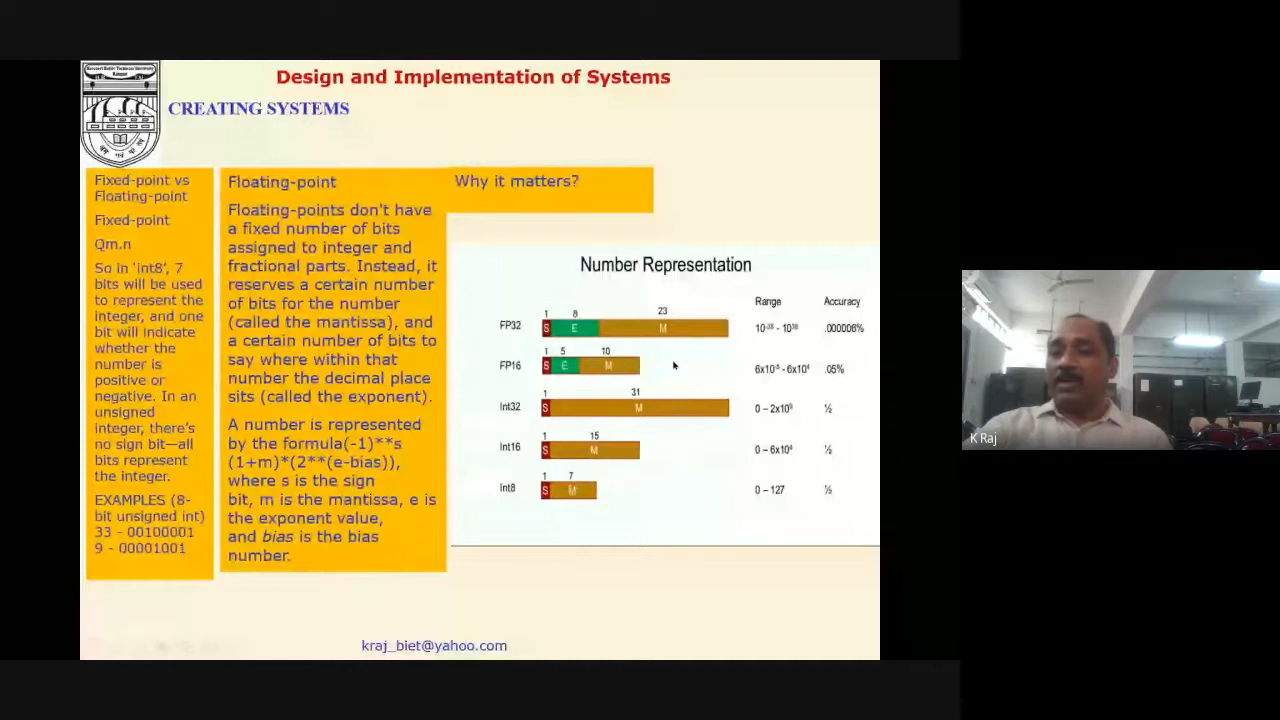 Harcourt Butler Technical University
Kanpur
Design and Implementation of Systems
CREATING SYSTEMS
Fixed-point vs
Floating-point
Fixed-point
Qm.n
So in 'int8', 7
bits will be used
to represent the
integer, and one
bit will indicate
whether the
number is
positive or
negative. In an
unsigned
integer, there's
no sign bit—all
bits represent
the integer.
EXAMPLES (8-
bit unsigned int)
33 - 00100001
9 - 00001001
Floating-point
Floating-points don't have
a fixed number of bits
assigned to integer and
fractional parts. Instead, it
reserves a certain number
of bits for the number
(called the mantissa), and
a certain number of bits to
say where within that
number the decimal place
sits (called the exponent).
A number is represented
by the formula(-1)**s
(1+m)*(2**(e-bias)),
where s is the sign
bit, m is the mantissa, e is
the exponent value,
and bias is the bias
number.
Why it matters?
Number Representation
Range Accuracy
1 8 23
FP32 S E M 10⁻³⁸ - 10³⁸ .000006%
1 5 10
FP16 S E M 6x10⁻⁵ - 6x10⁴ .05%
1 31
Int32 S M 0 – 2x10⁹ ½
1 15
Int16 S M 0 – 6x10⁴ ½
1 7
Int8 S M 0 – 127 ½
kraj_biet@yahoo.com
K Raj